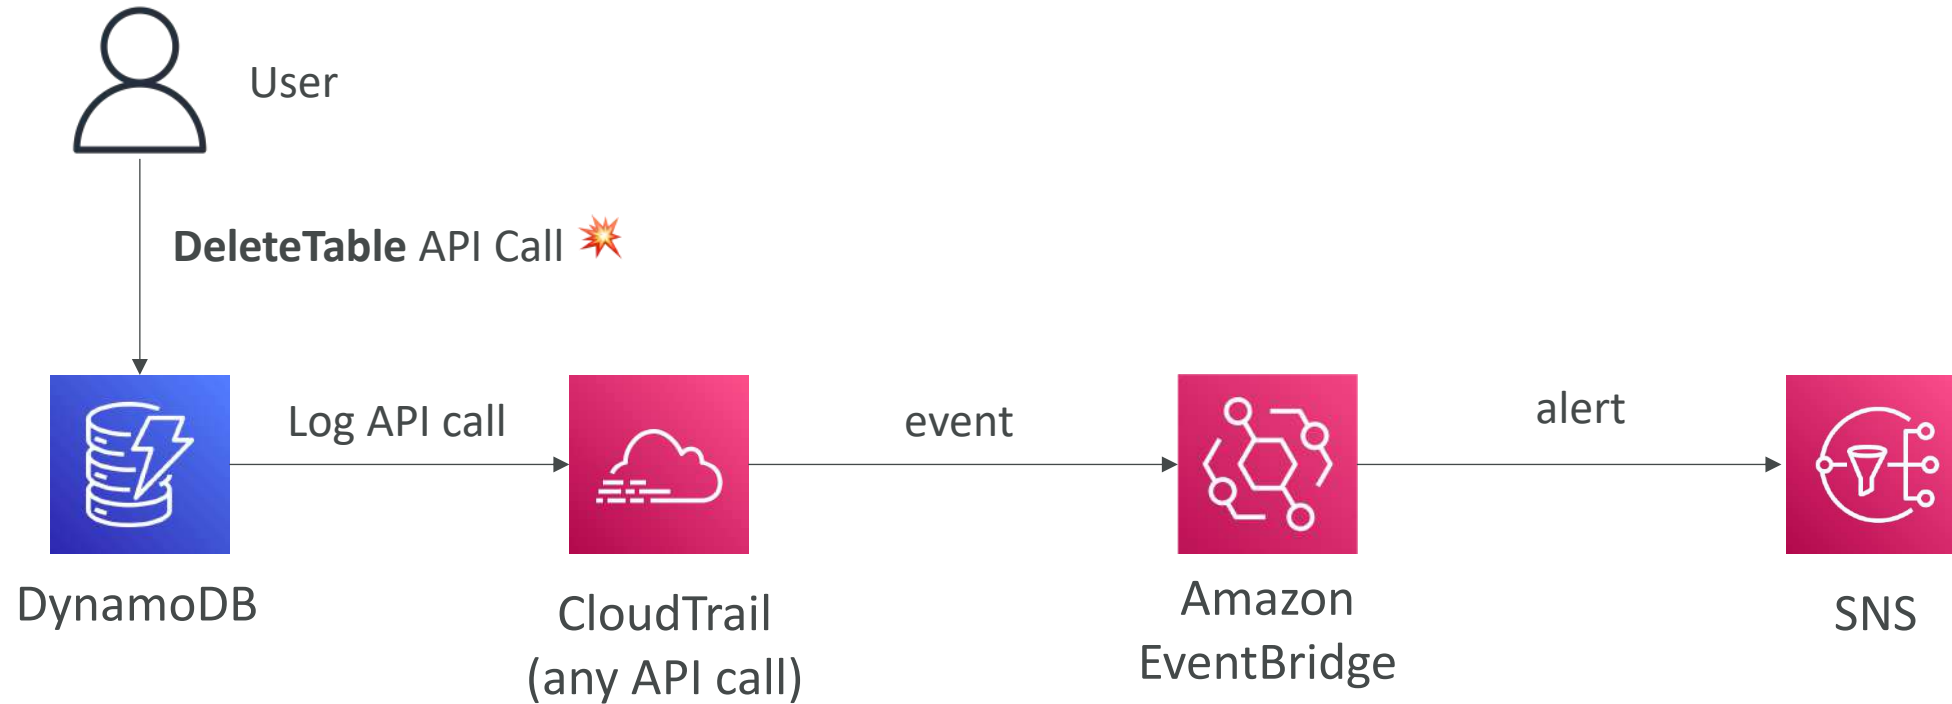 User
DeleteTable API Call
Log API call
event
alert
DynamoDB
CloudTrail
(any API call)
Amazon
EventBridge
SNS